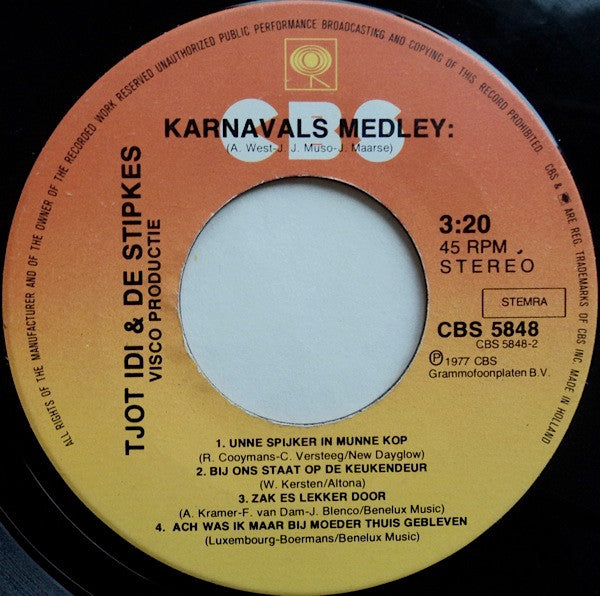 ALL RIGHTS OF THE MANUFACTURER AND OF THE OWNER OF THE RECORDED WORK RESERVED UNAUTHORIZED PUBLIC PERFORMANCE BROADCASTING AND COPYING OF THIS RECORD PROHIBITED.
CBS & ARE REG. TRADEMARKS OF CBS INC. MADE IN HOLLAND
CBS
KARNAVALS MEDLEY:
(A. West-J. J. Muso-J. Maarse)
TJOT IDI & DE STIPKES
VISCO PRODUCTIE
3:20
45 RPM
STEREO
STEMRA
CBS 5848
CBS 5848-2
Ⓟ 1977 CBS
Grammofoonplaten B.V.
1. UNNE SPIJKER IN MUNNE KOP
(R. Cooymans-C. Versteeg/New Dayglow)
2. BIJ ONS STAAT OP DE KEUKENDEUR
(W. Kersten/Altona)
3. ZAK ES LEKKER DOOR
(A. Kramer-F. van Dam-J. Blenco/Benelux Music)
4. ACH WAS IK MAAR BIJ MOEDER THUIS GEBLEVEN
(Luxembourg-Boermans/Benelux Music)